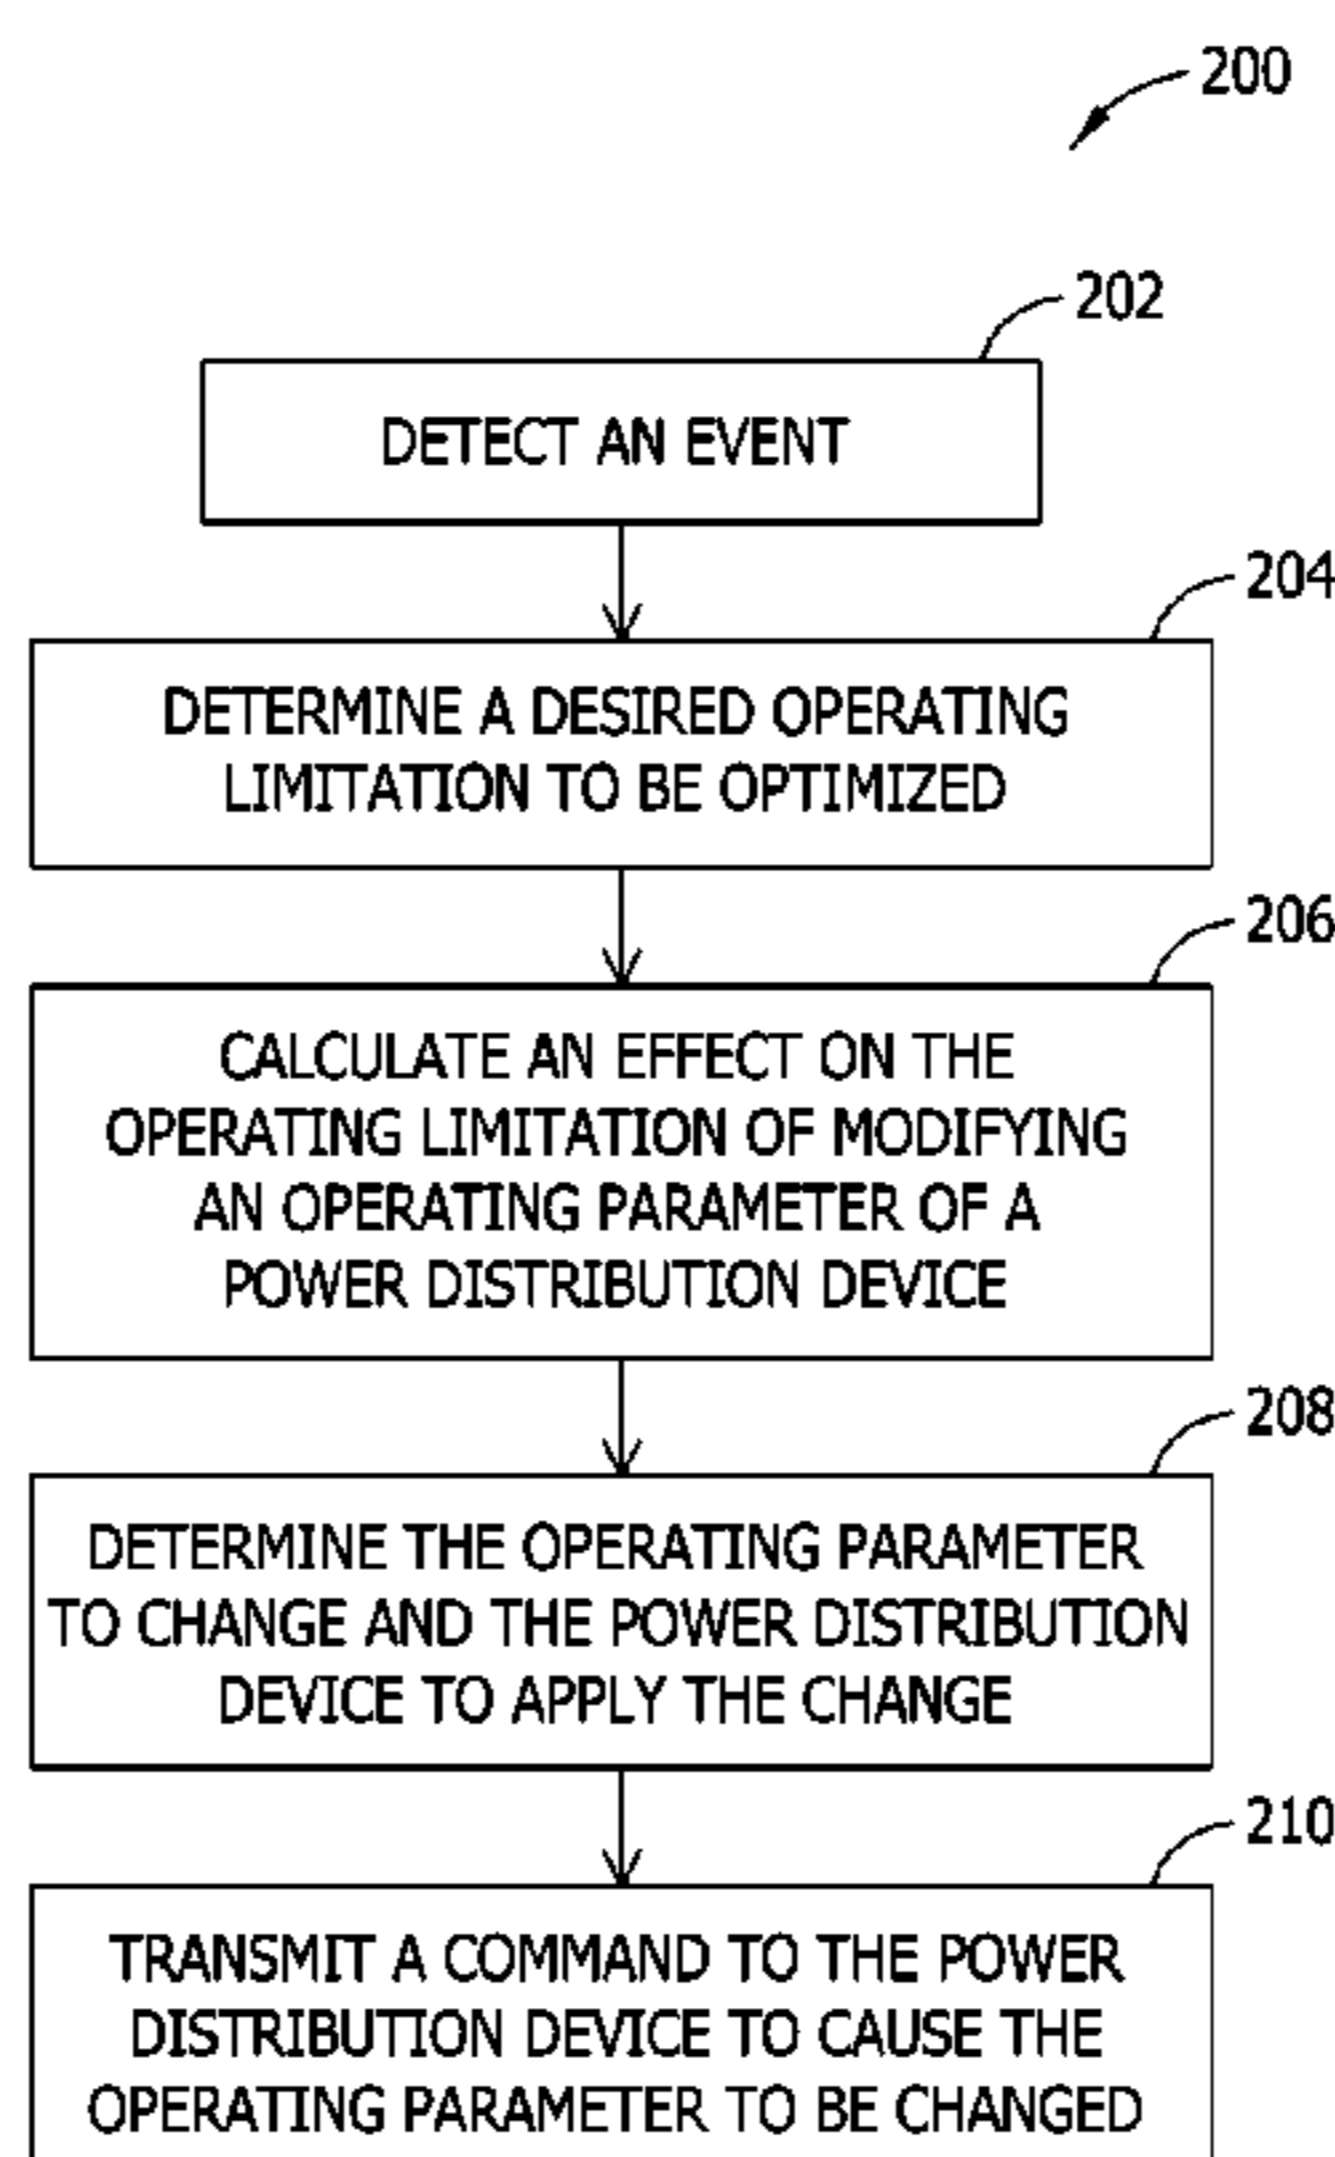 200
202
DETECT AN EVENT
204
DETERMINE A DESIRED OPERATING
LIMITATION TO BE OPTIMIZED
206
CALCULATE AN EFFECT ON THE
OPERATING LIMITATION OF MODIFYING
AN OPERATING PARAMETER OF A
POWER DISTRIBUTION DEVICE
208
DETERMINE THE OPERATING PARAMETER
TO CHANGE AND THE POWER DISTRIBUTION
DEVICE TO APPLY THE CHANGE
210
TRANSMIT A COMMAND TO THE POWER
DISTRIBUTION DEVICE TO CAUSE THE
OPERATING PARAMETER TO BE CHANGED